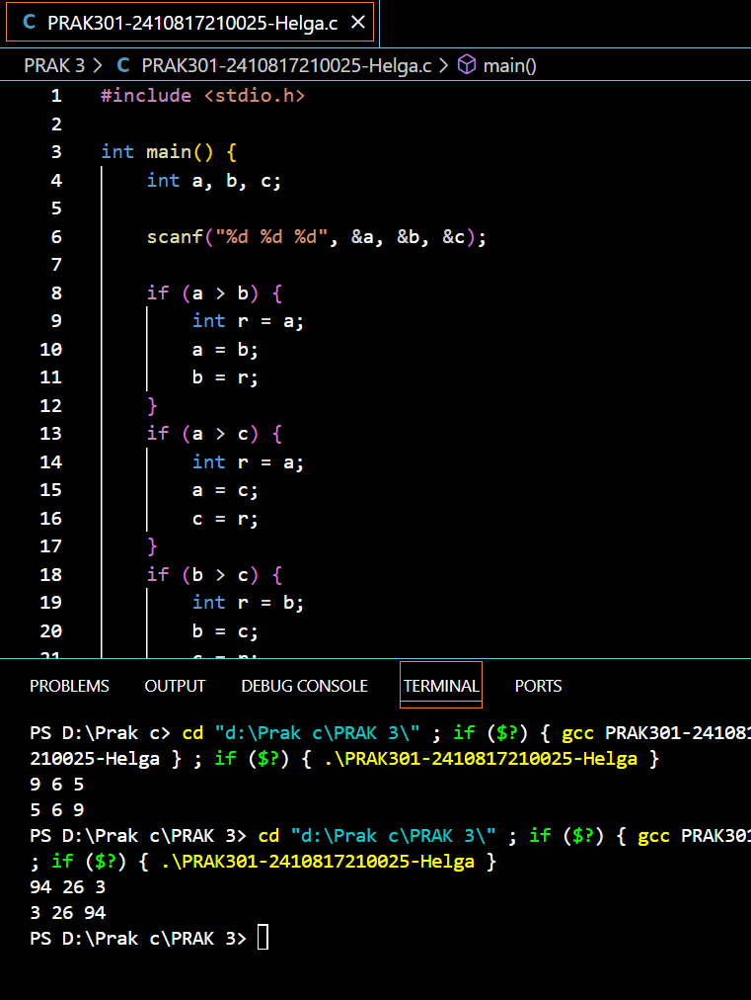 C PRAK301-2410817210025-Helga.c ×
PRAK 3 > C PRAK301-2410817210025-Helga.c > main()
1 #include <stdio.h>
2
3 int main() {
4 int a, b, c;
5
6 scanf("%d %d %d", &a, &b, &c);
7
8 if (a > b) {
9 int r = a;
10 a = b;
11 b = r;
12 }
13 if (a > c) {
14 int r = a;
15 a = c;
16 c = r;
17 }
18 if (b > c) {
19 int r = b;
20 b = c;
21 c = r;
PROBLEMS OUTPUT DEBUG CONSOLE TERMINAL PORTS
PS D:\Prak c> cd "d:\Prak c\PRAK 3\" ; if ($?) { gcc PRAK301-241081
210025-Helga } ; if ($?) { .\PRAK301-2410817210025-Helga }
9 6 5
5 6 9
PS D:\Prak c\PRAK 3> cd "d:\Prak c\PRAK 3\" ; if ($?) { gcc PRAK301
; if ($?) { .\PRAK301-2410817210025-Helga }
94 26 3
3 26 94
PS D:\Prak c\PRAK 3>